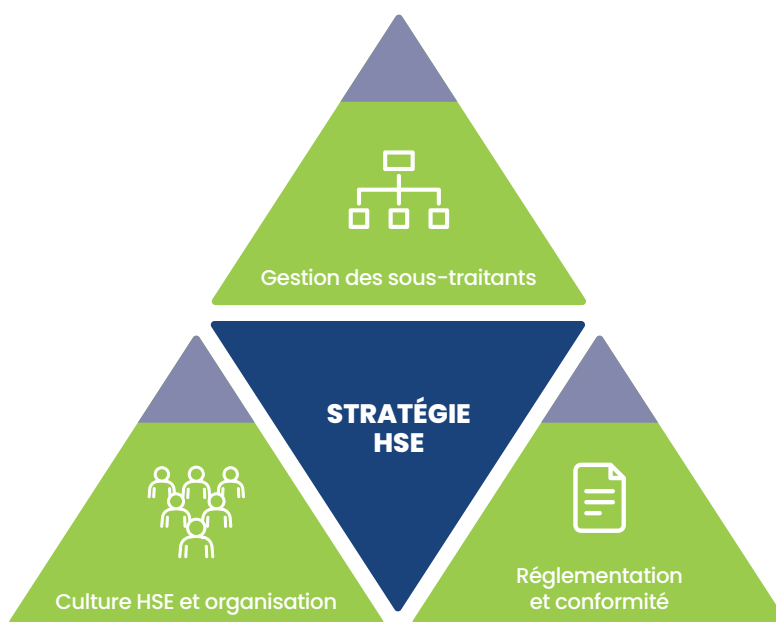 Gestion des sous-traitants
STRATÉGIE
HSE
Culture HSE et organisation
Réglementation
et conformité